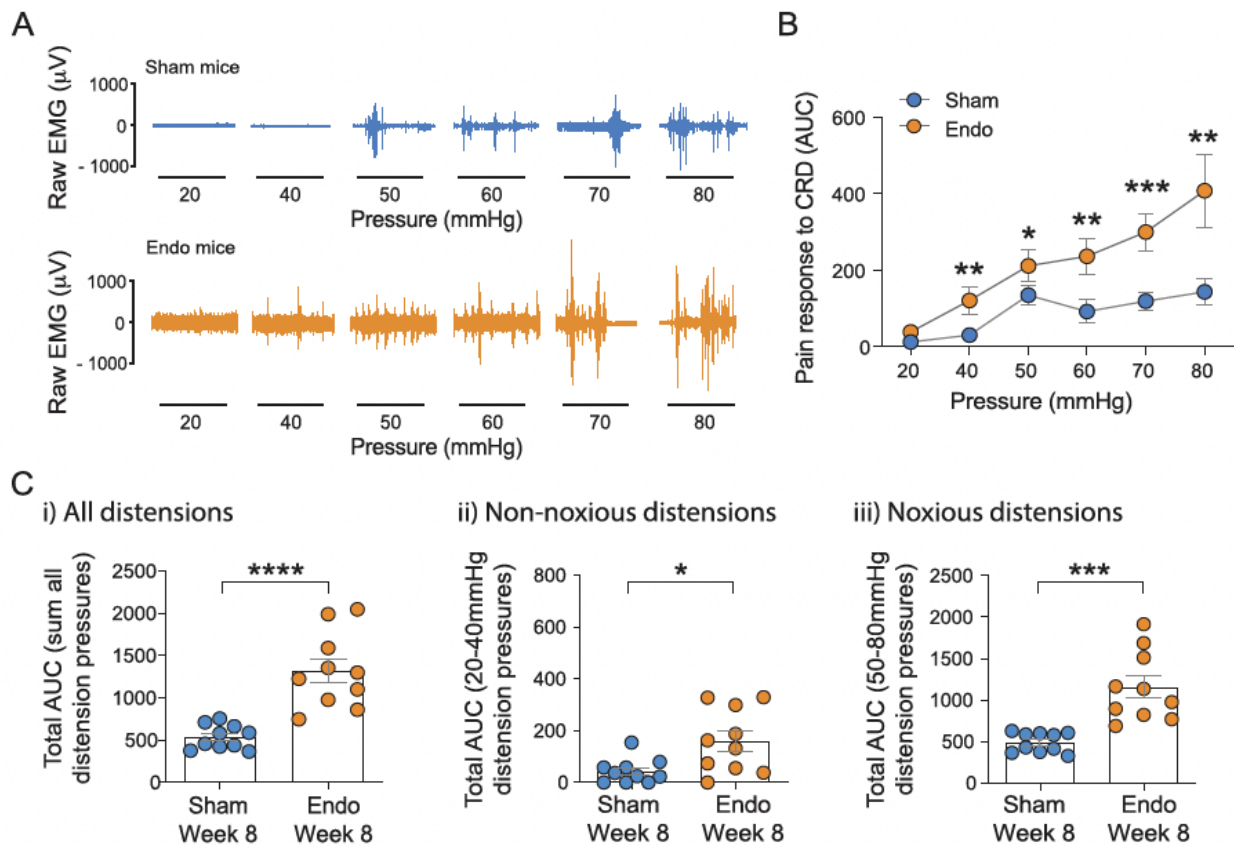 A
Sham mice
Raw EMG (μV)
1000
0
- 1000
20 40 50 60 70 80
Pressure (mmHg)
Endo mice
Raw EMG (μV)
1000
0
- 1000
20 40 50 60 70 80
Pressure (mmHg)
B
Sham
Endo
Pain response to CRD (AUC)
600
400
200
0
** * ** *** **
20 40 50 60 70 80
Pressure (mmHg)
C
i) All distensions
Total AUC (sum all
distension pressures)
2500
2000
1500
1000
500
0
****
Sham Endo
Week 8 Week 8
ii) Non-noxious distensions
Total AUC (20-40mmHg
distension pressures)
800
600
400
200
0
*
Sham Endo
Week 8 Week 8
iii) Noxious distensions
Total AUC (50-80mmHg
distension pressures)
2500
2000
1500
1000
500
0
***
Sham Endo
Week 8 Week 8